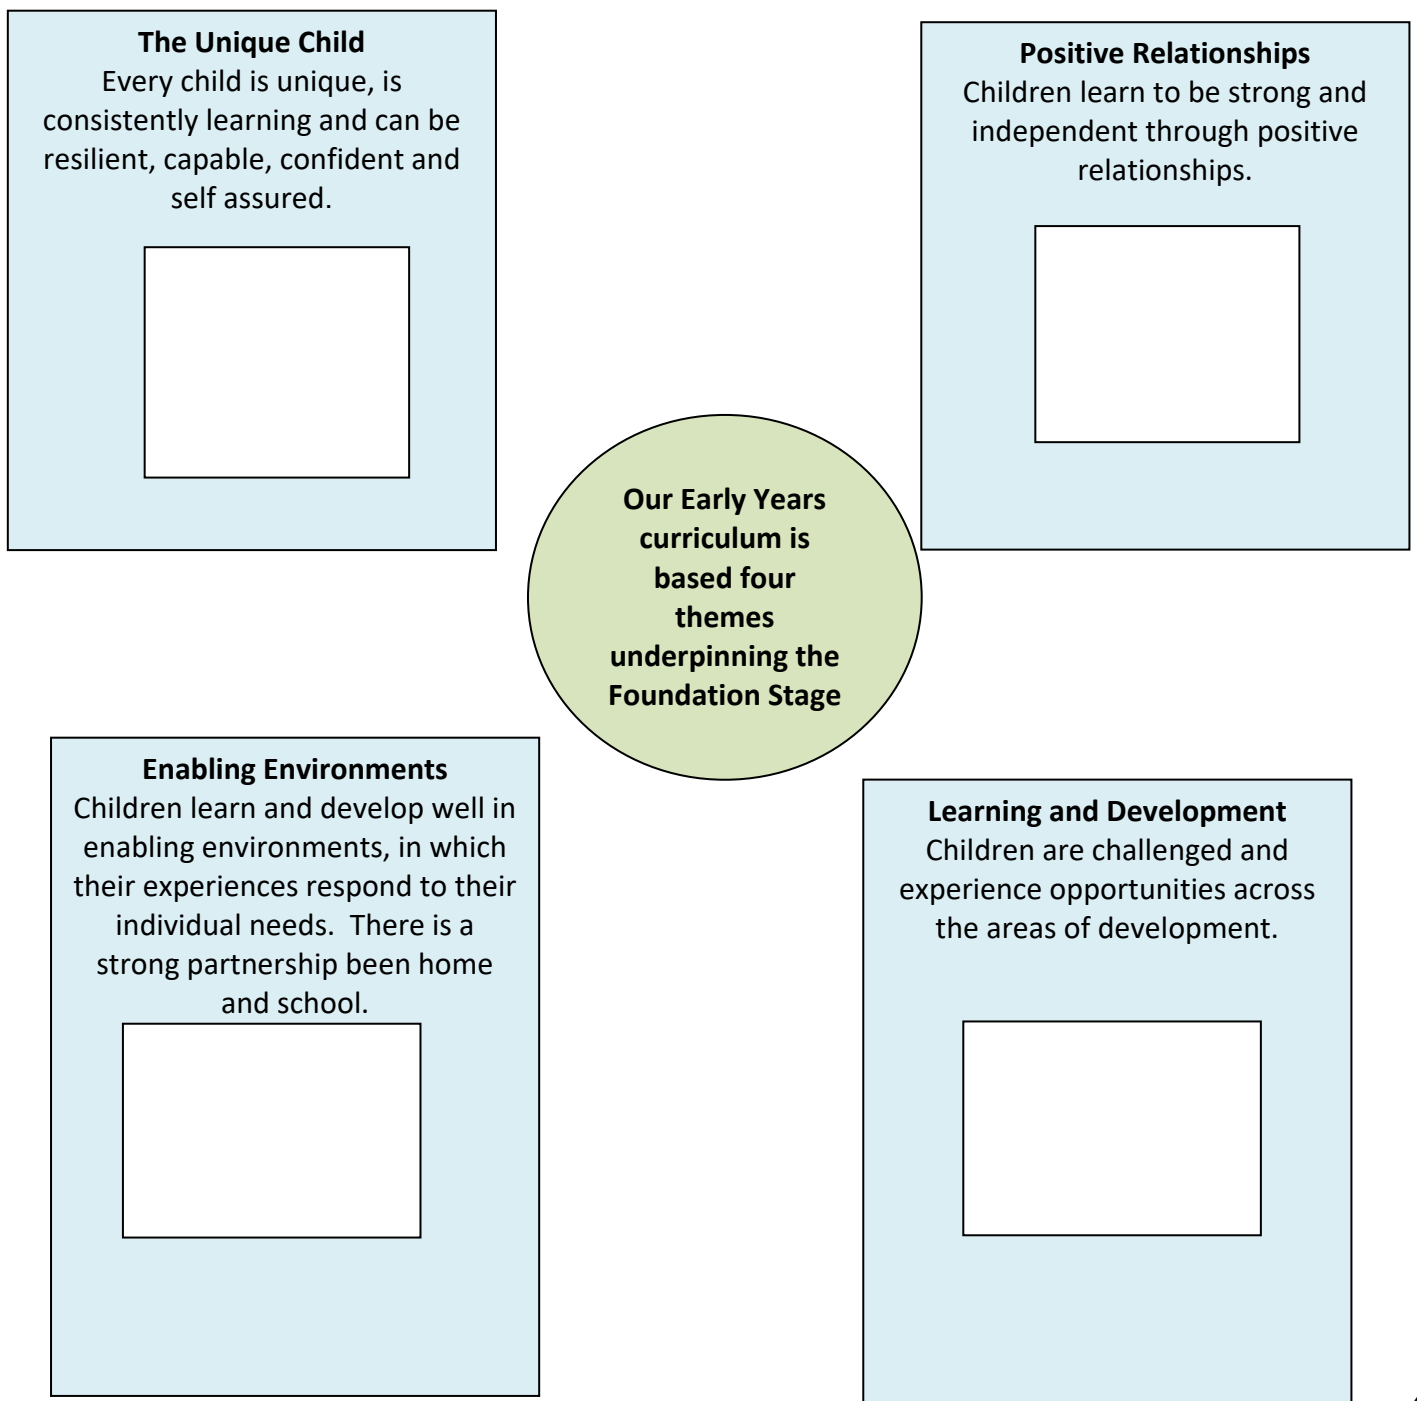 The Unique Child
Every child is unique, is
consistently learning and can be
resilient, capable, confident and
self assured.
Positive Relationships
Children learn to be strong and
independent through positive
relationships.
Our Early Years
curriculum is
based four
themes
underpinning the
Foundation Stage
Enabling Environments
Children learn and develop well in
enabling environments, in which
their experiences respond to their
individual needs.  There is a
strong partnership been home
and school.
Learning and Development
Children are challenged and
experience opportunities across
the areas of development.